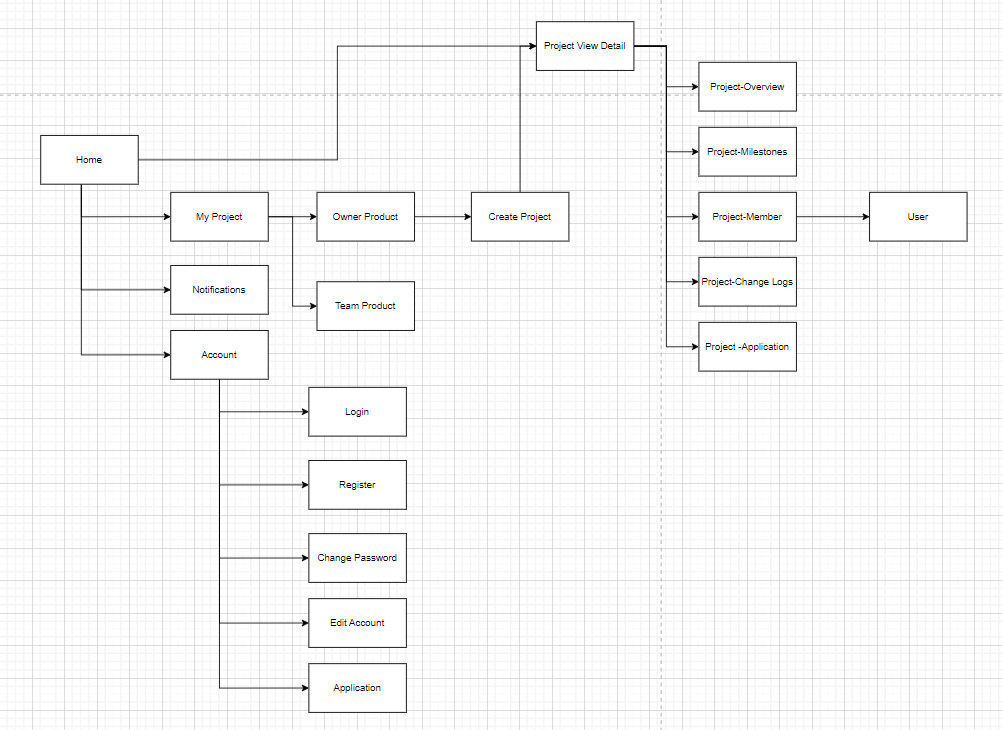 Project View Detail
Project-Overview
Home
Project-Milestones
My Project
Owner Product
Create Project
Project-Member
User
Notifications
Team Product
Project-Change Logs
Account
Project -Application
Login
Register
Change Password
Edit Account
Application